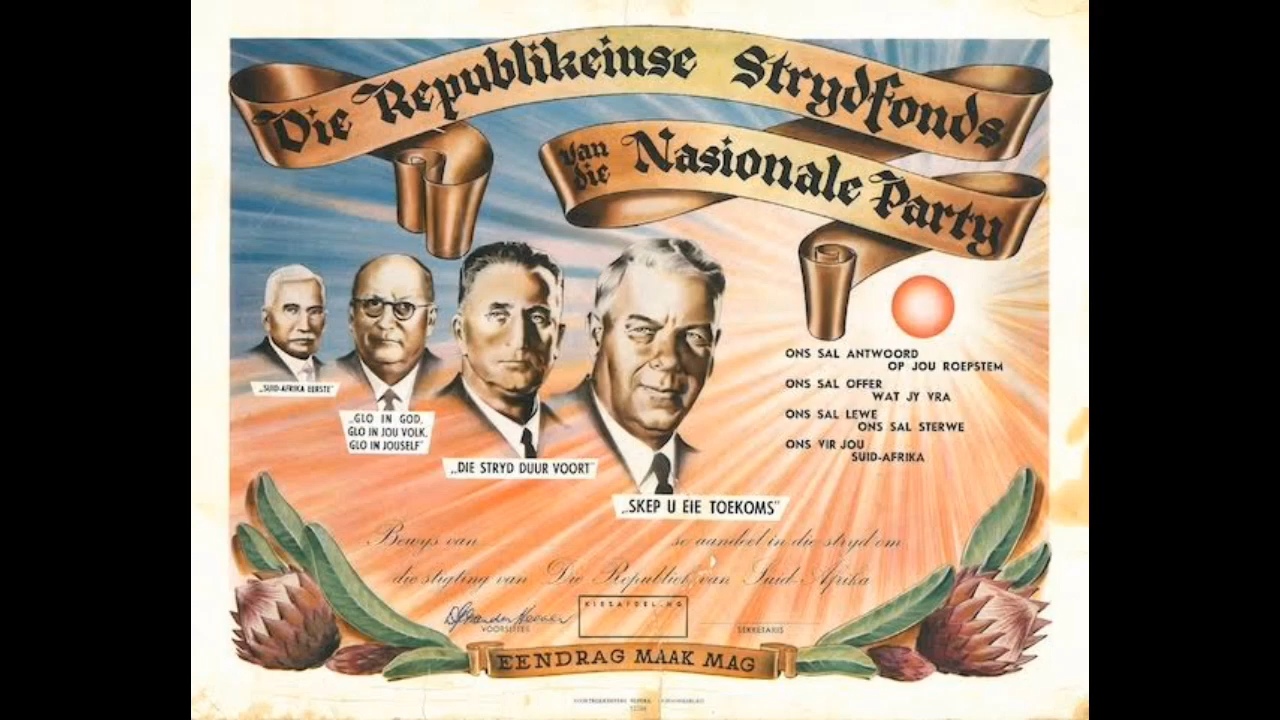 Die Republikeinse Strydfonds
van die Nasionale Party
ONS SAL ANTWOORD
OP JOU ROEPSTEM
ONS SAL OFFER
WAT JY VRA
ONS SAL LEWE
ONS SAL STERWE
ONS VIR JOU
SUID-AFRIKA
„SUID-AFRIKA EERSTE"
„GLO IN GOD,
GLO IN JOU VOLK,
GLO IN JOUSELF"
„DIE STRYD DUUR VOORT"
„SKEP U EIE TOEKOMS"
Bewys van se aandeel in die stryd om
die stigting van Die Republiek van Suid-Afrika
KIESAFDELING
VOORSITTER
SEKRETARIS
EENDRAG MAAK MAG